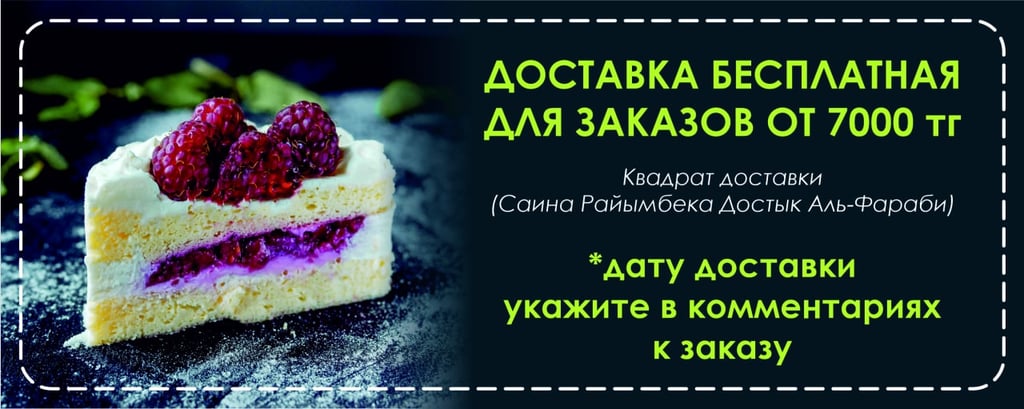 ДОСТАВКА БЕСПЛАТНАЯ
ДЛЯ ЗАКАЗОВ ОТ 7000 тг
Квадрат доставки
(Саина Райымбека Достык Аль-Фараби)
*дату доставки
укажите в комментариях
к заказу